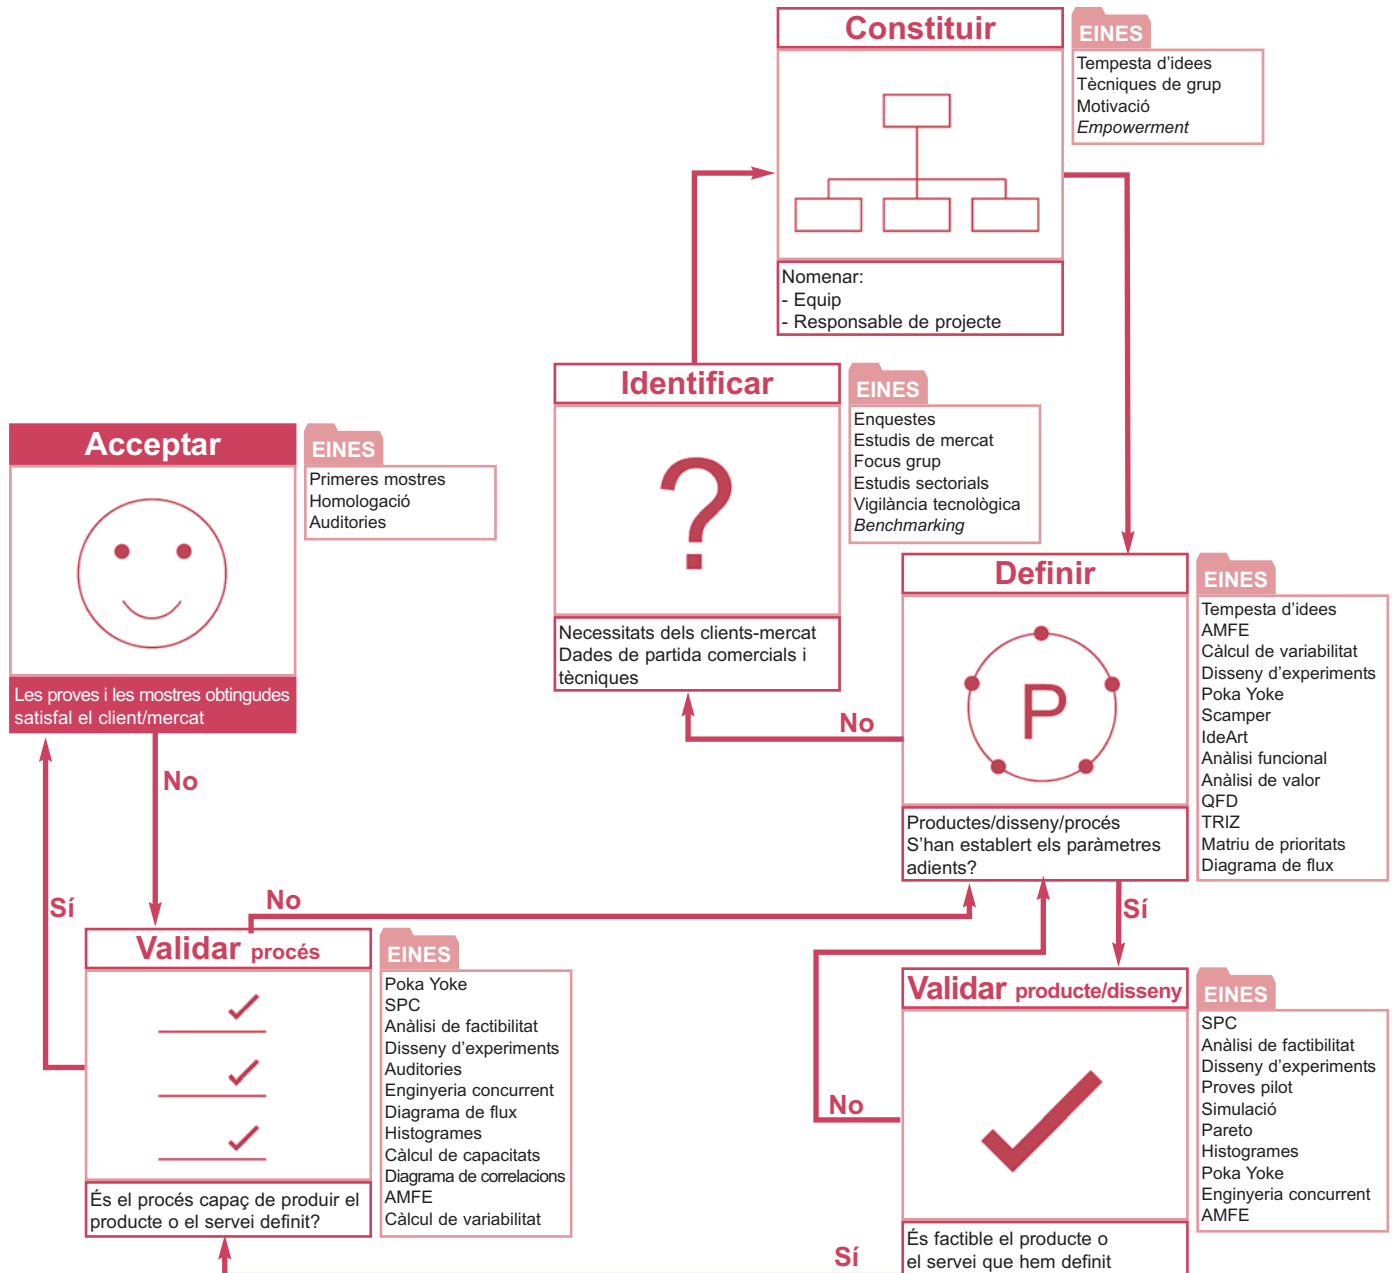 Constituir
EINES
Tempesta d’idees
Tècniques de grup
Motivació
Empowerment
Nomenar:
- Equip
- Responsable de projecte
Identificar
EINES
Enquestes
Estudis de mercat
Focus grup
Estudis sectorials
Vigilància tecnològica
Benchmarking
?
Necessitats dels clients-mercat
Dades de partida comercials i
tècniques
Acceptar
EINES
Primeres mostres
Homologació
Auditories
Les proves i les mostres obtingudes
satisfal el client/mercat
Definir
EINES
Tempesta d’idees
AMFE
Càlcul de variabilitat
Disseny d’experiments
Poka Yoke
Scamper
IdeArt
Anàlisi funcional
Anàlisi de valor
QFD
TRIZ
Matriu de prioritats
Diagrama de flux
P
Productes/disseny/procés
S’han establert els paràmetres
adients?
No
No
Sí
No
Sí
Validar procés
EINES
Poka Yoke
SPC
Anàlisi de factibilitat
Disseny d’experiments
Auditories
Enginyeria concurrent
Diagrama de flux
Histogrames
Càlcul de capacitats
Diagrama de correlacions
AMFE
Càlcul de variabilitat
És el procés capaç de produir el
producte o el servei definit?
Validar producte/disseny
EINES
SPC
Anàlisi de factibilitat
Disseny d’experiments
Proves pilot
Simulació
Pareto
Histogrames
Poka Yoke
Enginyeria concurrent
AMFE
No
És factible el producte o
el servei que hem definit
Sí